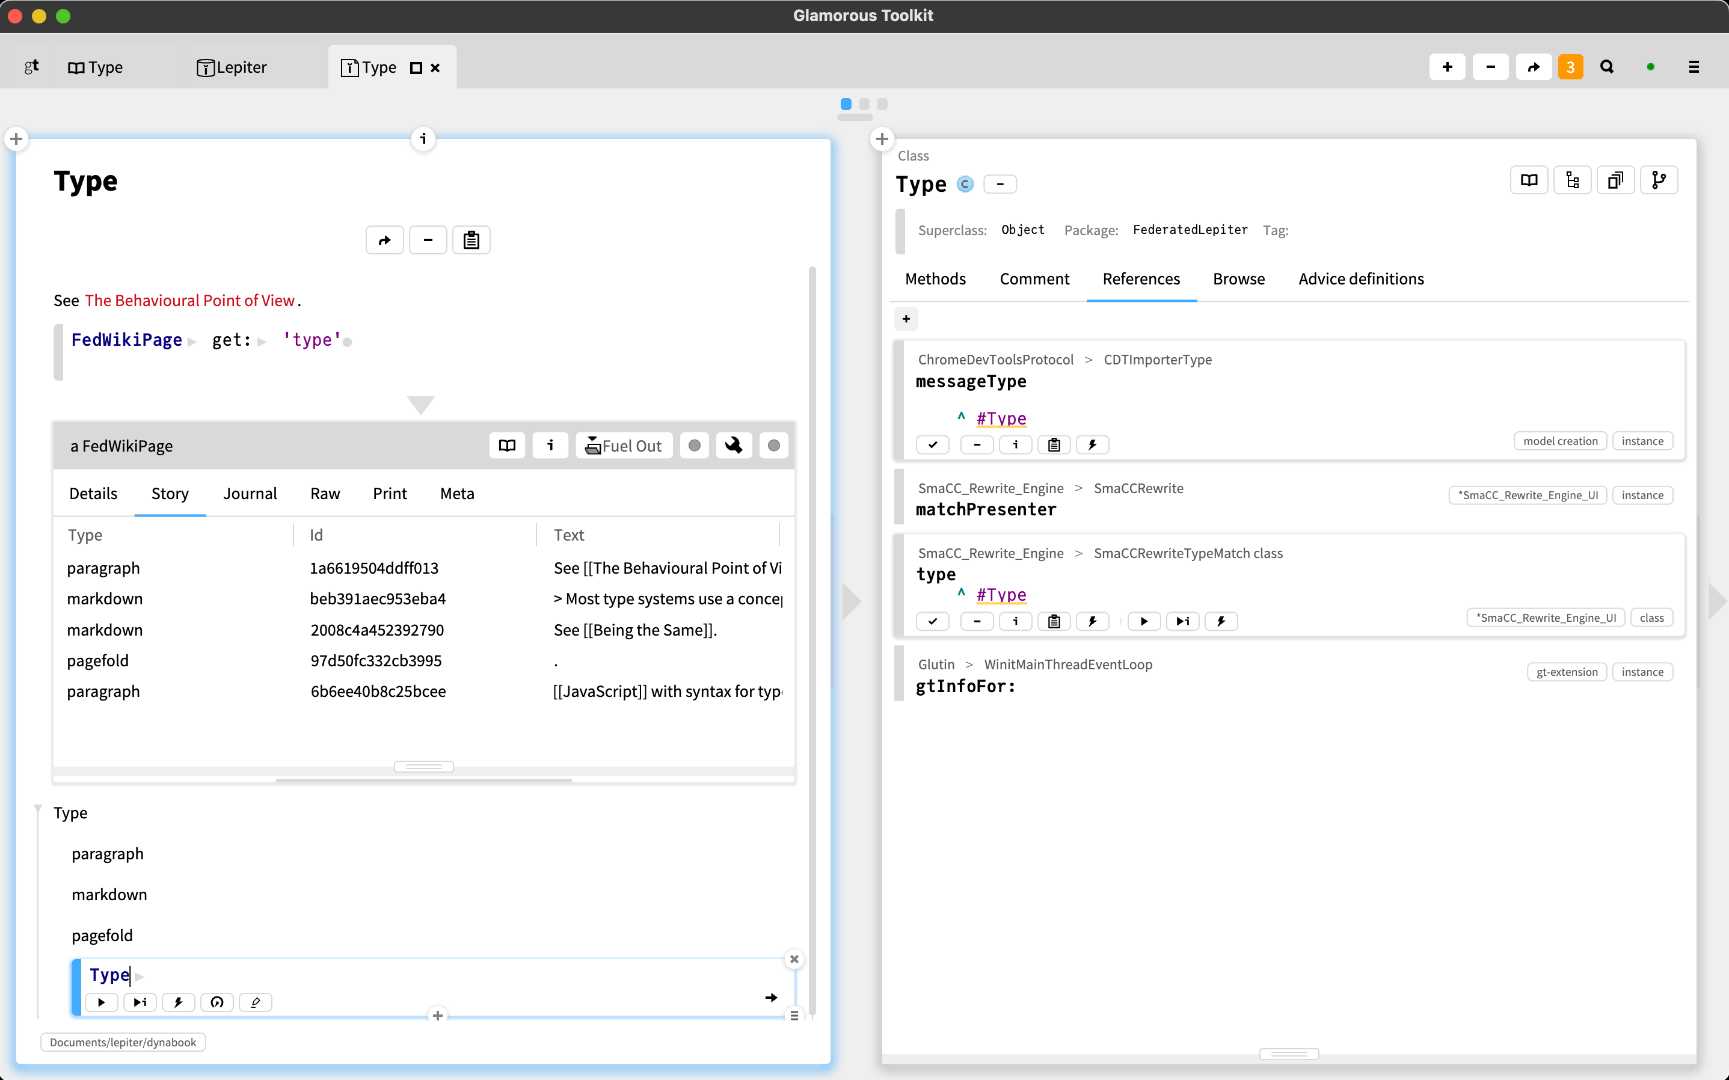 Glamorous Toolkit
gt
Type
Lepiter
Type
3
Type
See The Behavioural Point of View.
FedWikiPage get: 'type'
a FedWikiPage
i
Fuel Out
Details Story Journal Raw Print Meta
Type Id Text
paragraph 1a6619504ddff013 See [[The Behavioural Point of Vi
markdown beb391aec953eba4 > Most type systems use a concep
markdown 2008c4a452392790 See [[Being the Same]].
pagefold 97d50fc332cb3995 .
paragraph 6b6ee40b8c25bcee [[JavaScript]] with syntax for typ
Type
paragraph
markdown
pagefold
Type
Documents/lepiter/dynabook
Class
Type C
Superclass: Object Package: FederatedLepiter Tag:
Methods Comment References Browse Advice definitions
ChromeDevToolsProtocol > CDTImporterType
messageType
^ #Type
model creation instance
SmaCC_Rewrite_Engine > SmaCCRewrite
matchPresenter
*SmaCC_Rewrite_Engine_UI instance
SmaCC_Rewrite_Engine > SmaCCRewriteTypeMatch class
type
^ #Type
*SmaCC_Rewrite_Engine_UI class
Glutin > WinitMainThreadEventLoop
gtInfoFor:
gt-extension instance